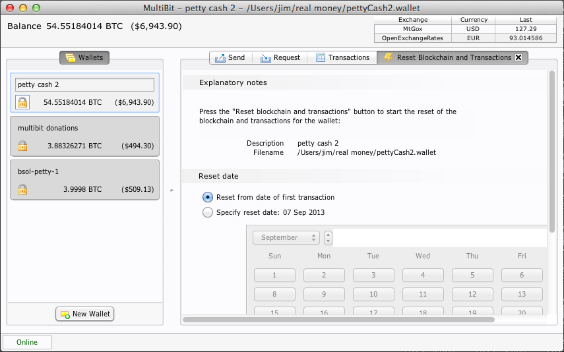 MultiBit – petty cash 2 – /Users/jim/real money/pettyCash2.wallet
Balance 54.55184014 BTC ($6,943.90)
Exchange Currency Last
MtGox USD 127.29
OpenExchangeRates EUR 93.014586
Wallets
Send Request Transactions Reset Blockchain and Transactions
petty cash 2
54.55184014 BTC ($6,943.90)
multibit donations
3.88326271 BTC ($494.30)
bsol-petty-1
3.9998 BTC ($509.13)
New Wallet
Explanatory notes
Press the "Reset blockchain and transactions" button to start the reset of the
blockchain and transactions for the wallet:
Description petty cash 2
Filename /Users/jim/real money/pettyCash2.wallet
Reset date
Reset from date of first transaction
Specify reset date: 07 Sep 2013
September
Sun Mon Tue Wed Thu Fri
1 2 3 4 5 6
8 9 10 11 12 13
15 16 17 18 19 20
Online